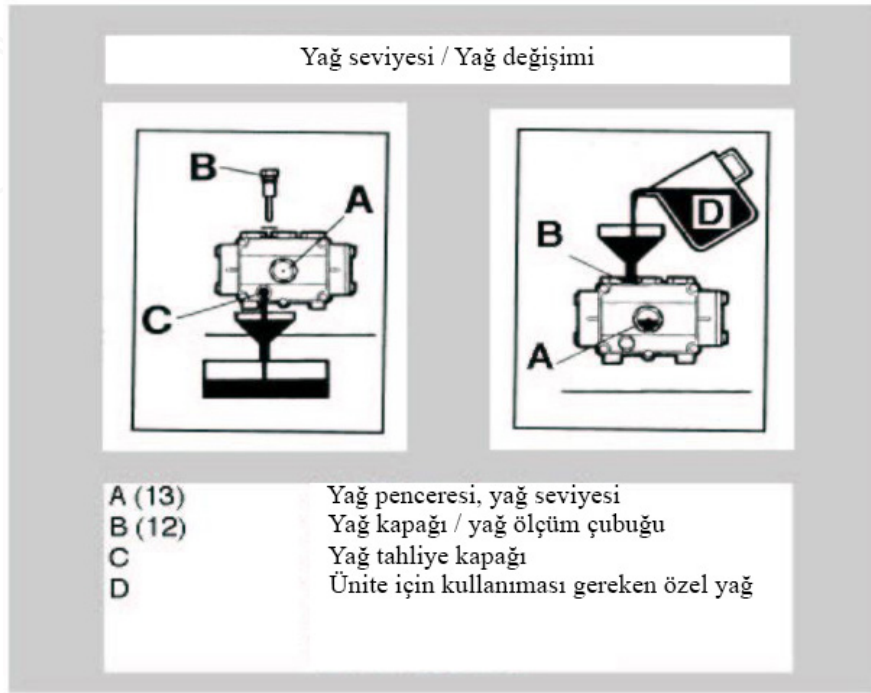 Yağ seviyesi / Yağ değişimi
B
A
C
D
B
A
A (13) Yağ penceresi, yağ seviyesi
B (12) Yağ kapağı / yağ ölçüm çubuğu
C Yağ tahliye kapağı
D Ünite için kullanıması gereken özel yağ